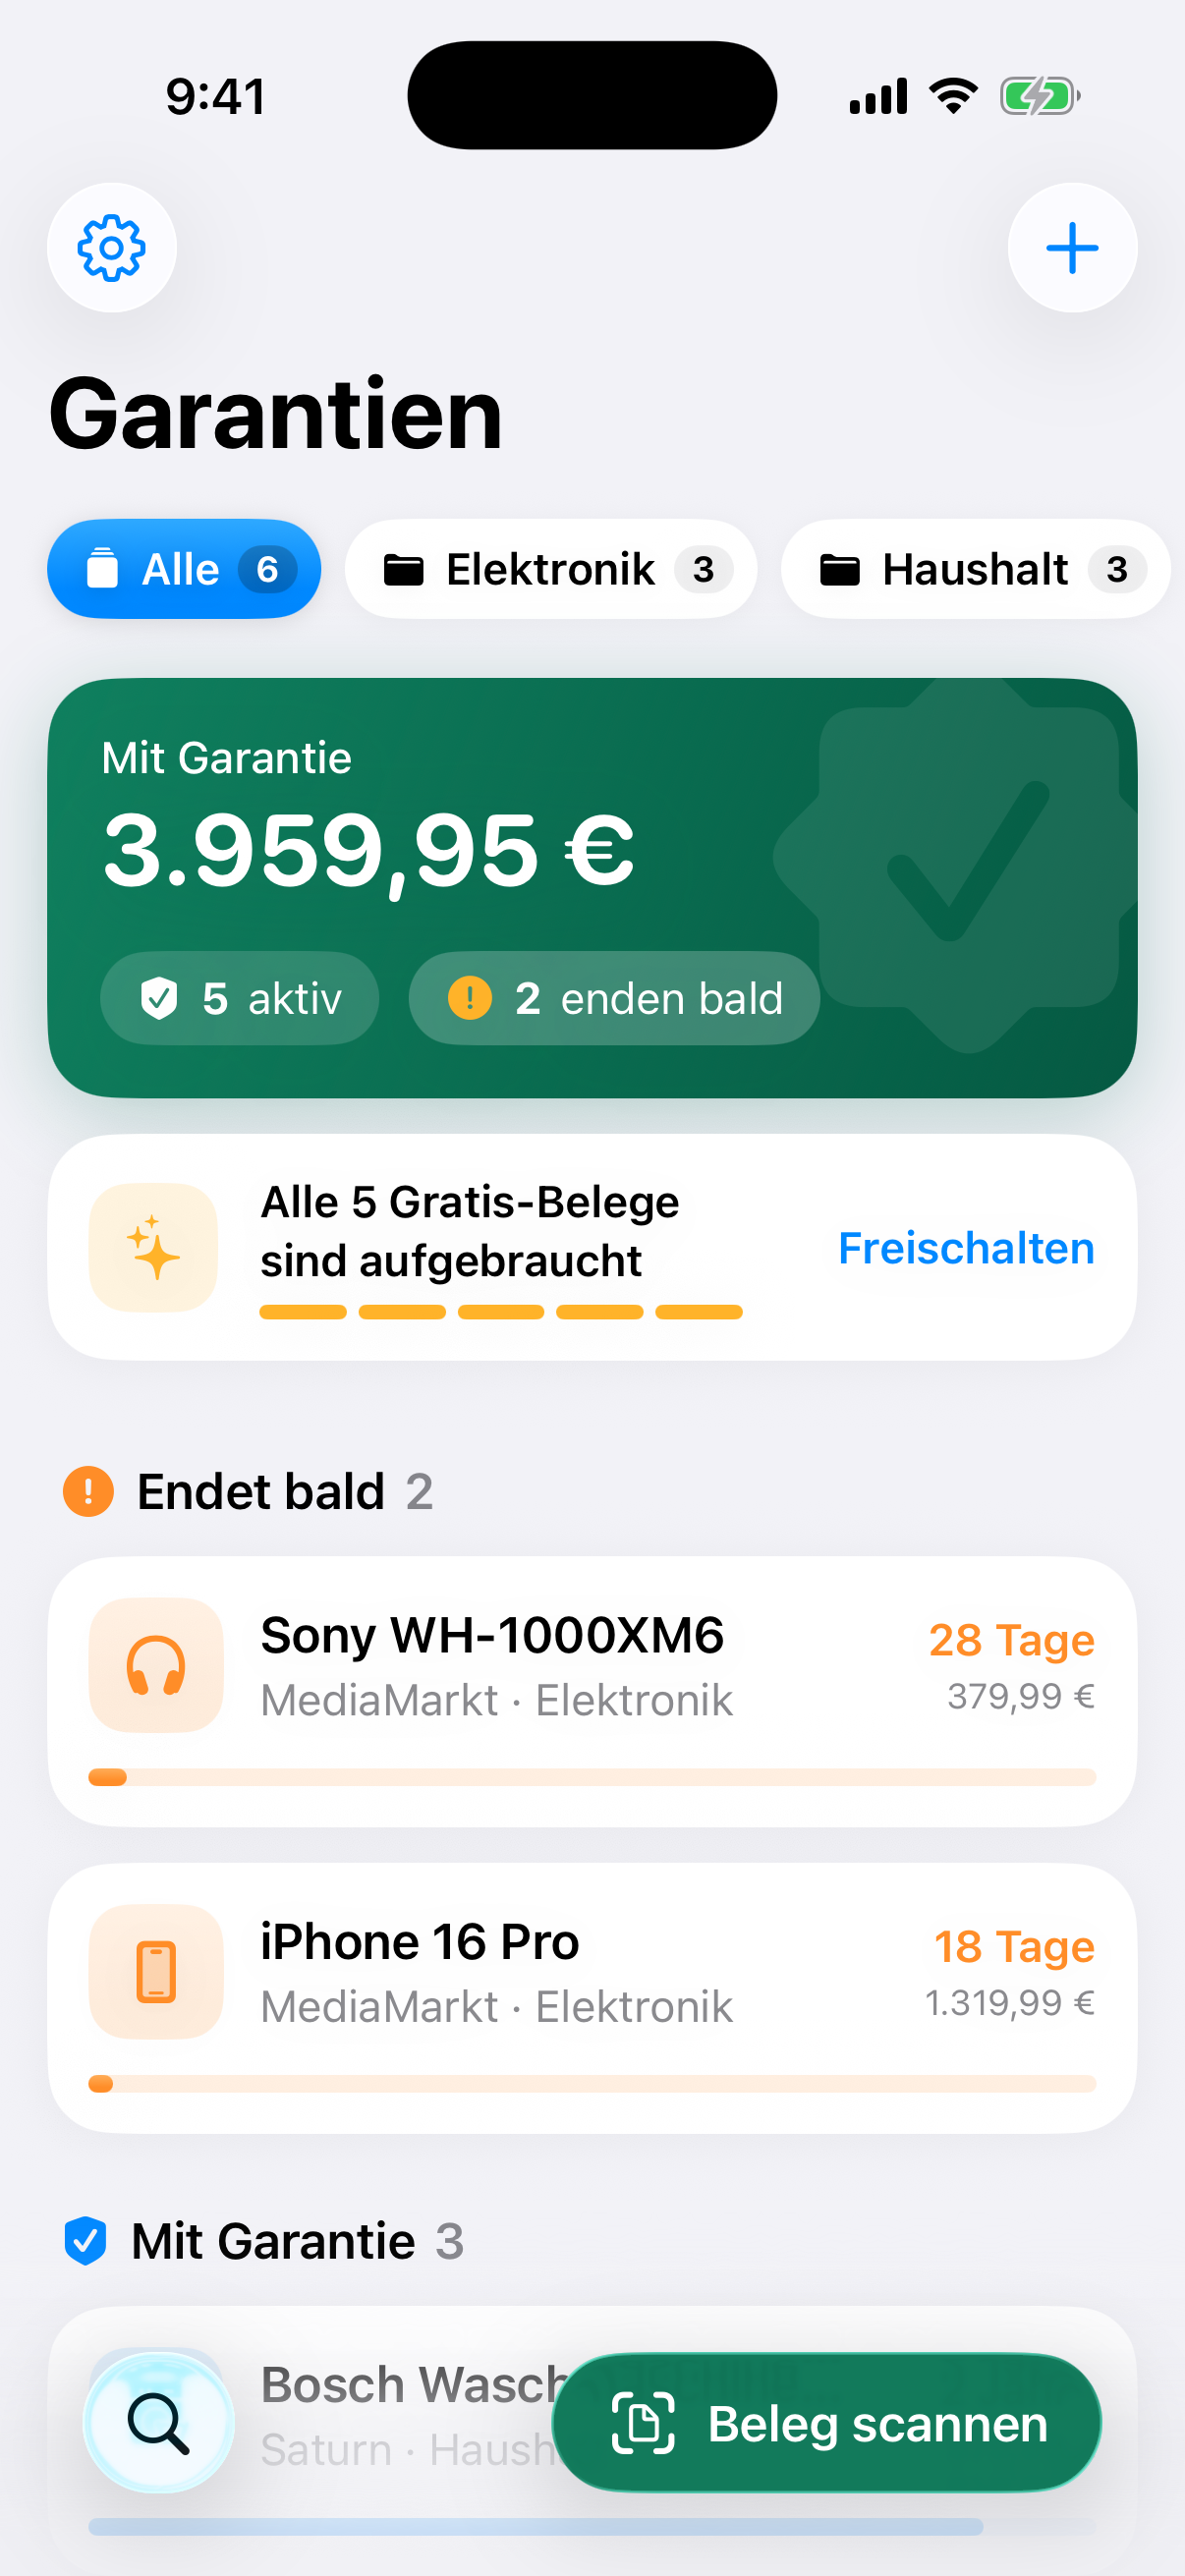 9:41
Garantien
Alle 6 Elektronik 3 Haushalt 3
Mit Garantie
3.959,95 €
5 aktiv 2 enden bald
Alle 5 Gratis-Belege
sind aufgebraucht
Freischalten
Endet bald 2
Sony WH-1000XM6
28 Tage
MediaMarkt · Elektronik
379,99 €
iPhone 16 Pro
18 Tage
MediaMarkt · Elektronik
1.319,99 €
Mit Garantie 3
Bosch
Saturn ·
Beleg scannen